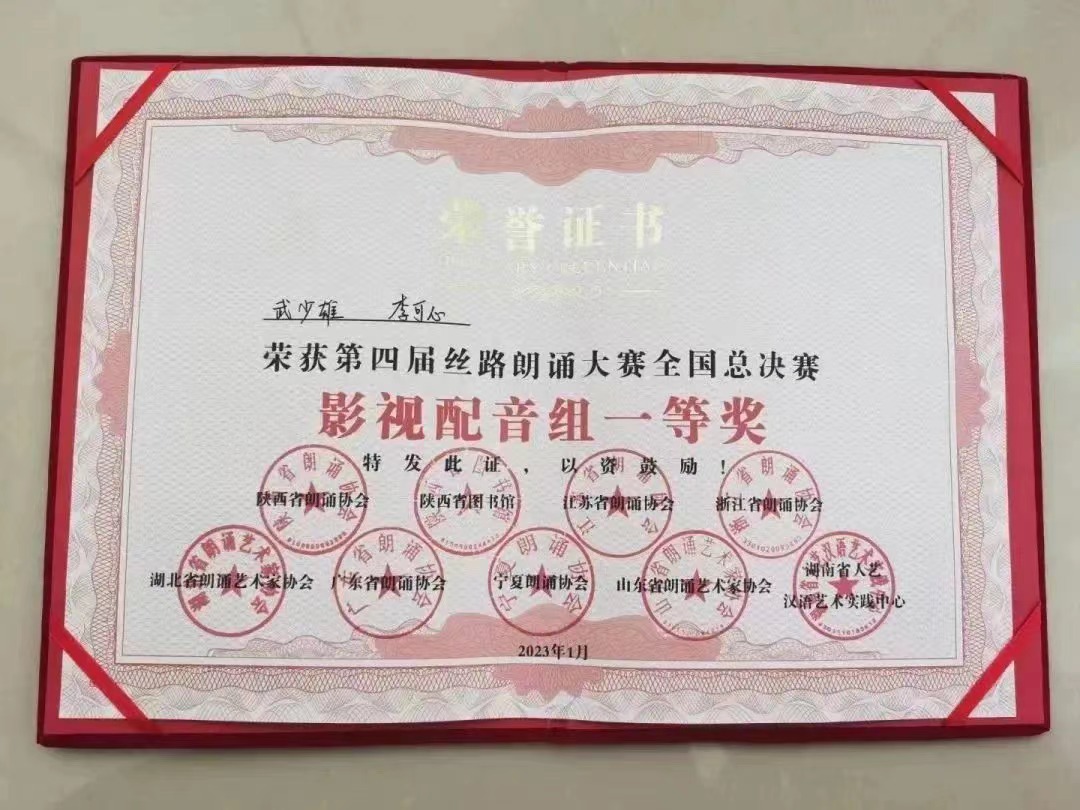 荣誉证书
武少雄 李可心
荣获第四届丝路朗诵大赛全国总决赛
影视配音组一等奖
特发此证，以资鼓励！
陕西省朗诵协会 陕西省图书馆 江苏省朗诵协会 浙江省朗诵协会
湖北省朗诵艺术家协会 广东省朗诵协会 宁夏朗诵协会 山东省朗诵艺术家协会 湖南省人艺
汉语艺术实践中心
2023年1月